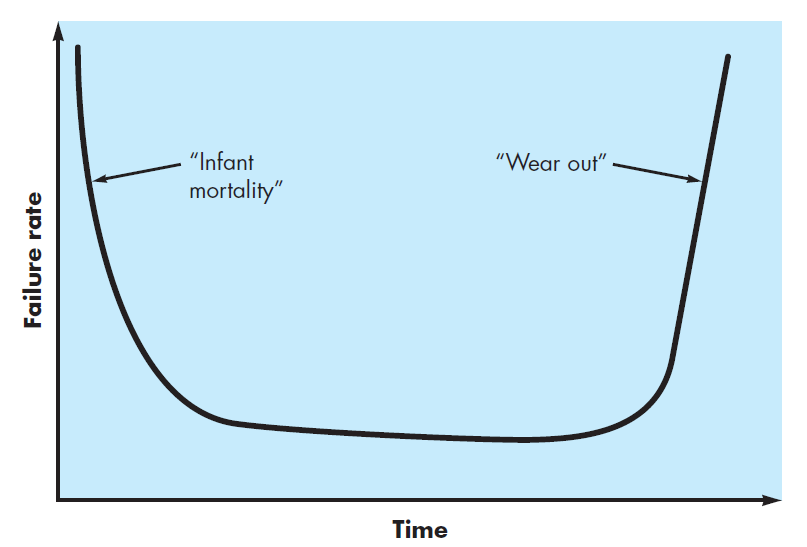 “Infant
mortality”
“Wear out”
Failure rate
Time